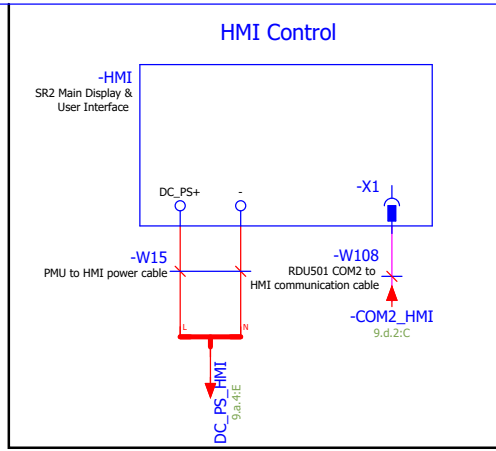 HMI Control
-HMI
SR2 Main Display &
User Interface
DC_PS+
-
-X1
-W15
PMU to HMI power cable
-W108
RDU501 COM2 to
HMI communication cable
-COM2_HMI
9.d.2:C
L
N
DC_PS_HMI
9.a.4:E